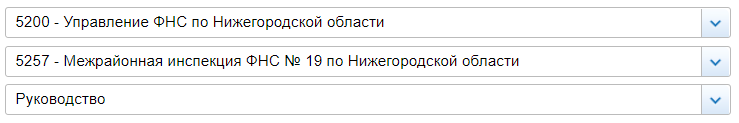 5200 - Управление ФНС по Нижегородской области
5257 - Межрайонная инспекция ФНС № 19 по Нижегородской области
Руководство